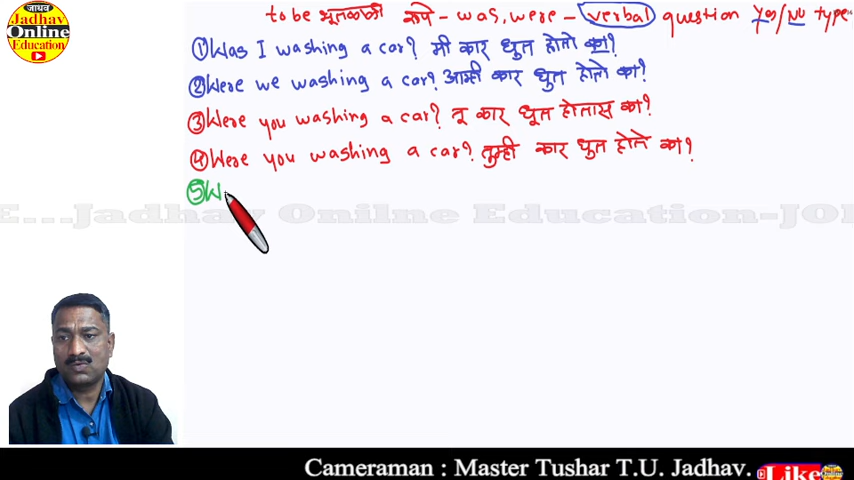 जाधव
Jadhav
Online
Education
to be भूतकाळी रूपे - was, were - verbal question Yes/No type
① Was I washing a car? मी कार धुत होतो का?
② Were we washing a car? आम्ही कार धुत होतो का?
③ Were you washing a car? तू कार धूत होतास का?
④ Were you washing a car? तुम्ही कार धुत होते का?
⑤ W
E...Jadhav Onilne Education-JO
Cameraman : Master Tushar T.U. Jadhav.
Like